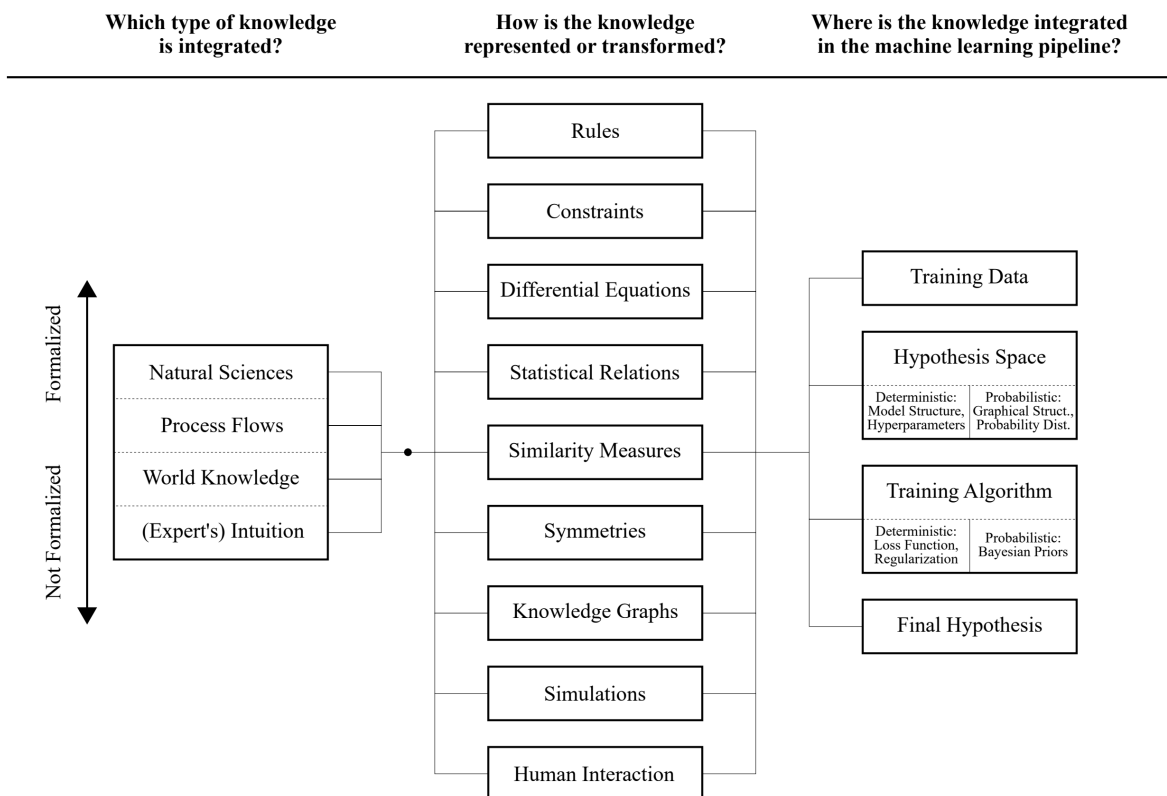 Which type of knowledge
is integrated?
How is the knowledge
represented or transformed?
Where is the knowledge integrated
in the machine learning pipeline?
Formalized
Not Formalized
Natural Sciences
Process Flows
World Knowledge
(Expert's) Intuition
Rules
Constraints
Differential Equations
Statistical Relations
Similarity Measures
Symmetries
Knowledge Graphs
Simulations
Human Interaction
Training Data
Hypothesis Space
Deterministic:
Model Structure,
Hyperparameters
Probabilistic:
Graphical Struct.,
Probability Dist.
Training Algorithm
Deterministic:
Loss Function,
Regularization
Probabilistic:
Bayesian Priors
Final Hypothesis